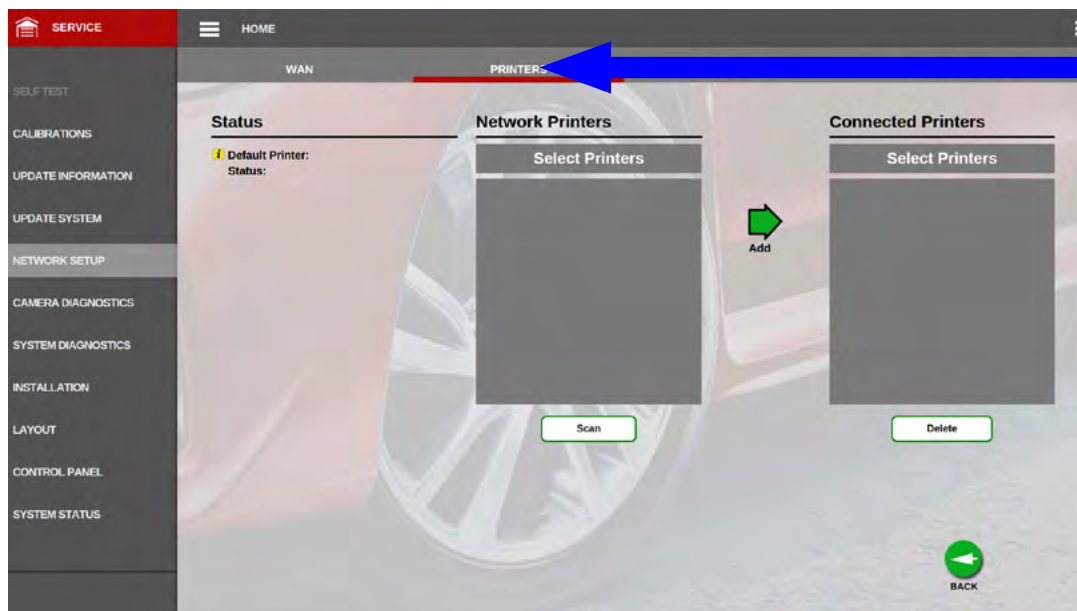 SERVICE
HOME
WAN
PRINTERS
SELF TEST
CALIBRATIONS
UPDATE INFORMATION
UPDATE SYSTEM
NETWORK SETUP
CAMERA DIAGNOSTICS
SYSTEM DIAGNOSTICS
INSTALLATION
LAYOUT
CONTROL PANEL
SYSTEM STATUS
Status
i Default Printer:
Status:
Network Printers
Select Printers
Scan
Add
Connected Printers
Select Printers
Delete
BACK